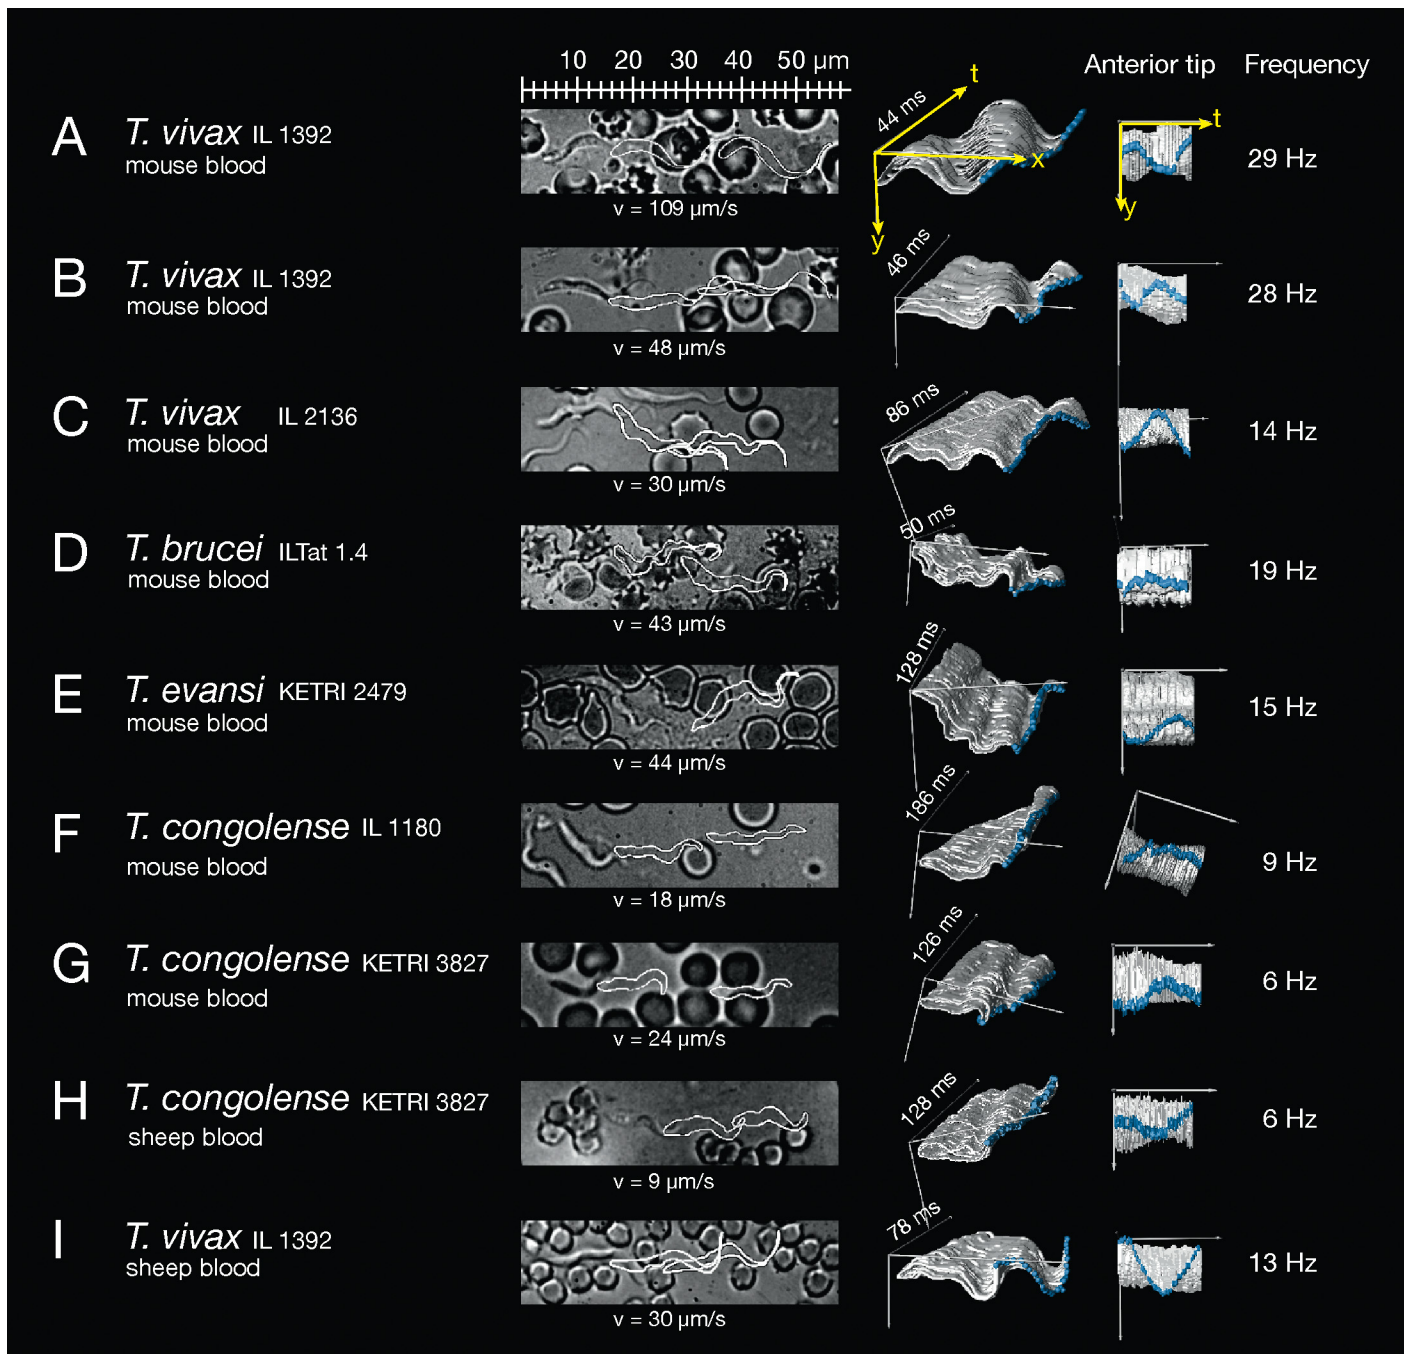 10 20 30 40 50 µm
Anterior tip Frequency
A T. vivax IL 1392
mouse blood
v = 109 µm/s
44 ms
t
x
y
t
y
29 Hz
B T. vivax IL 1392
mouse blood
v = 48 µm/s
46 ms
28 Hz
C T. vivax IL 2136
mouse blood
v = 30 µm/s
86 ms
14 Hz
D T. brucei ILTat 1.4
mouse blood
v = 43 µm/s
50 ms
19 Hz
E T. evansi KETRI 2479
mouse blood
v = 44 µm/s
128 ms
15 Hz
F T. congolense IL 1180
mouse blood
v = 18 µm/s
186 ms
9 Hz
G T. congolense KETRI 3827
mouse blood
v = 24 µm/s
126 ms
6 Hz
H T. congolense KETRI 3827
sheep blood
v = 9 µm/s
128 ms
6 Hz
I T. vivax IL 1392
sheep blood
v = 30 µm/s
78 ms
13 Hz